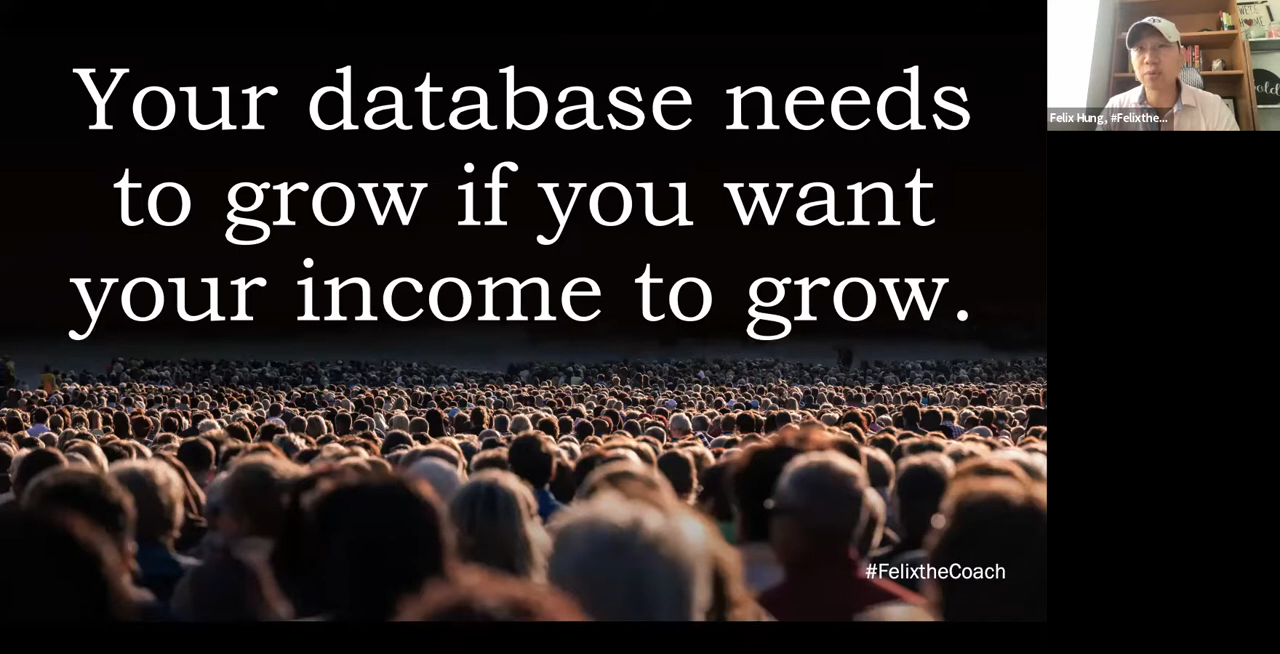 Your database needs
to grow if you want
your income to grow.
#FelixtheCoach
Felix Hung, #Felixthe...